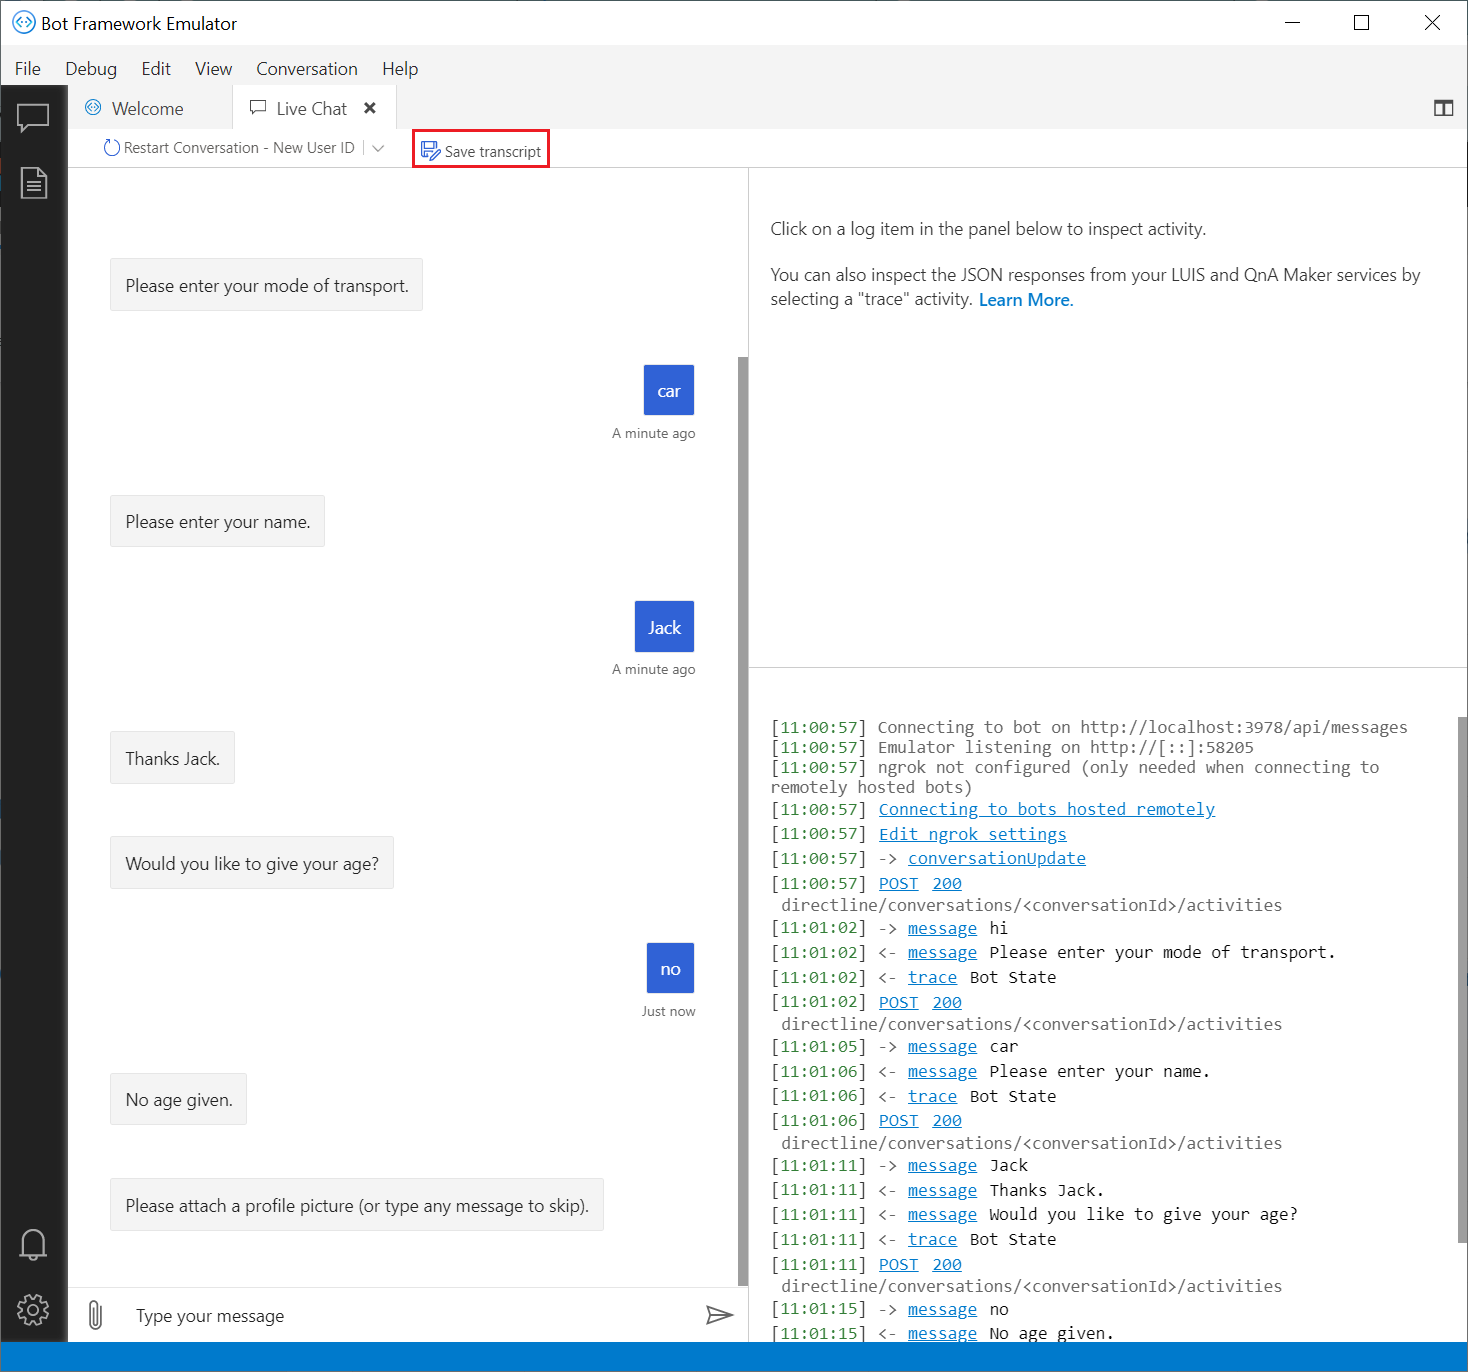 Bot Framework Emulator
File Debug Edit View Conversation Help
Welcome Live Chat
Restart Conversation - New User ID
Save transcript
Please enter your mode of transport.
car
A minute ago
Please enter your name.
Jack
A minute ago
Thanks Jack.
Would you like to give your age?
no
Just now
No age given.
Please attach a profile picture (or type any message to skip).
Type your message
Click on a log item in the panel below to inspect activity.
You can also inspect the JSON responses from your LUIS and QnA Maker services by
selecting a "trace" activity. Learn More.
[11:00:57] Connecting to bot on http://localhost:3978/api/messages
[11:00:57] Emulator listening on http://[::]:58205
[11:00:57] ngrok not configured (only needed when connecting to
remotely hosted bots)
[11:00:57] Connecting to bots hosted remotely
[11:00:57] Edit ngrok settings
[11:00:57] -> conversationUpdate
[11:00:57] POST 200
directline/conversations/<conversationId>/activities
[11:01:02] -> message hi
[11:01:02] <- message Please enter your mode of transport.
[11:01:02] <- trace Bot State
[11:01:02] POST 200
directline/conversations/<conversationId>/activities
[11:01:05] -> message car
[11:01:06] <- message Please enter your name.
[11:01:06] <- trace Bot State
[11:01:06] POST 200
directline/conversations/<conversationId>/activities
[11:01:11] -> message Jack
[11:01:11] <- message Thanks Jack.
[11:01:11] <- message Would you like to give your age?
[11:01:11] <- trace Bot State
[11:01:11] POST 200
directline/conversations/<conversationId>/activities
[11:01:15] -> message no
[11:01:15] <- message No age given.